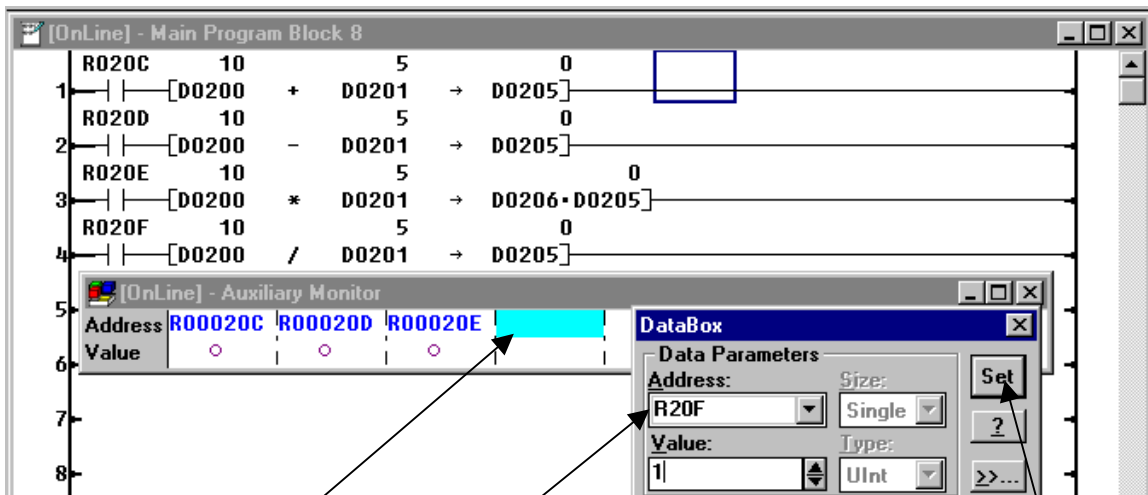 [OnLine] - Main Program Block 8
R020C 10 5 0
1 [D0200 + D0201 → D0205]
R020D 10 5 0
2 [D0200 - D0201 → D0205]
R020E 10 5 0
3 [D0200 * D0201 → D0206·D0205]
R020F 10 5 0
4 [D0200 / D0201 → D0205]
[OnLine] - Auxiliary Monitor
5
Address R00020C R00020D R00020E
Value
6
DataBox
Data Parameters
Address: Size:
R20F Single
Set
Value: Type:
1 UInt
?
>>...
7
8